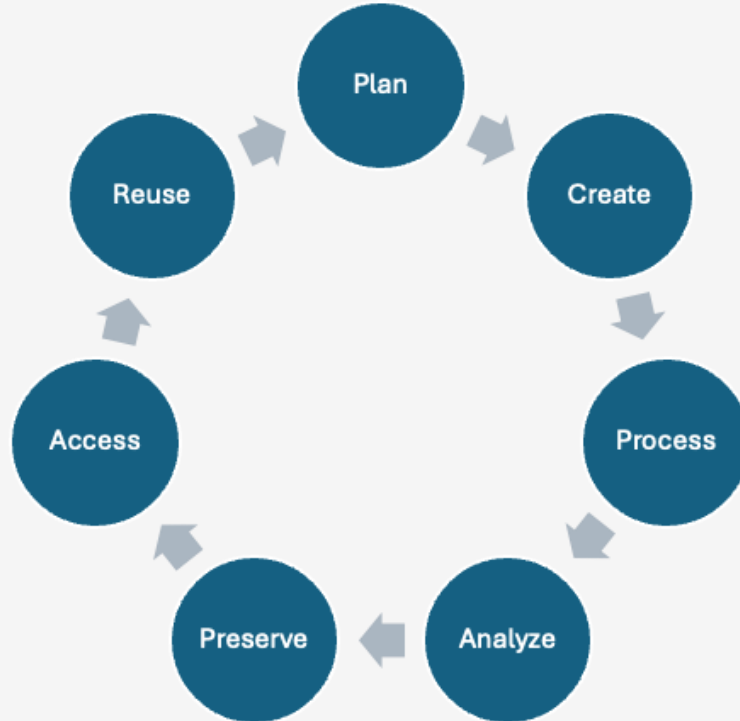 Plan
Create
Process
Analyze
Preserve
Access
Reuse